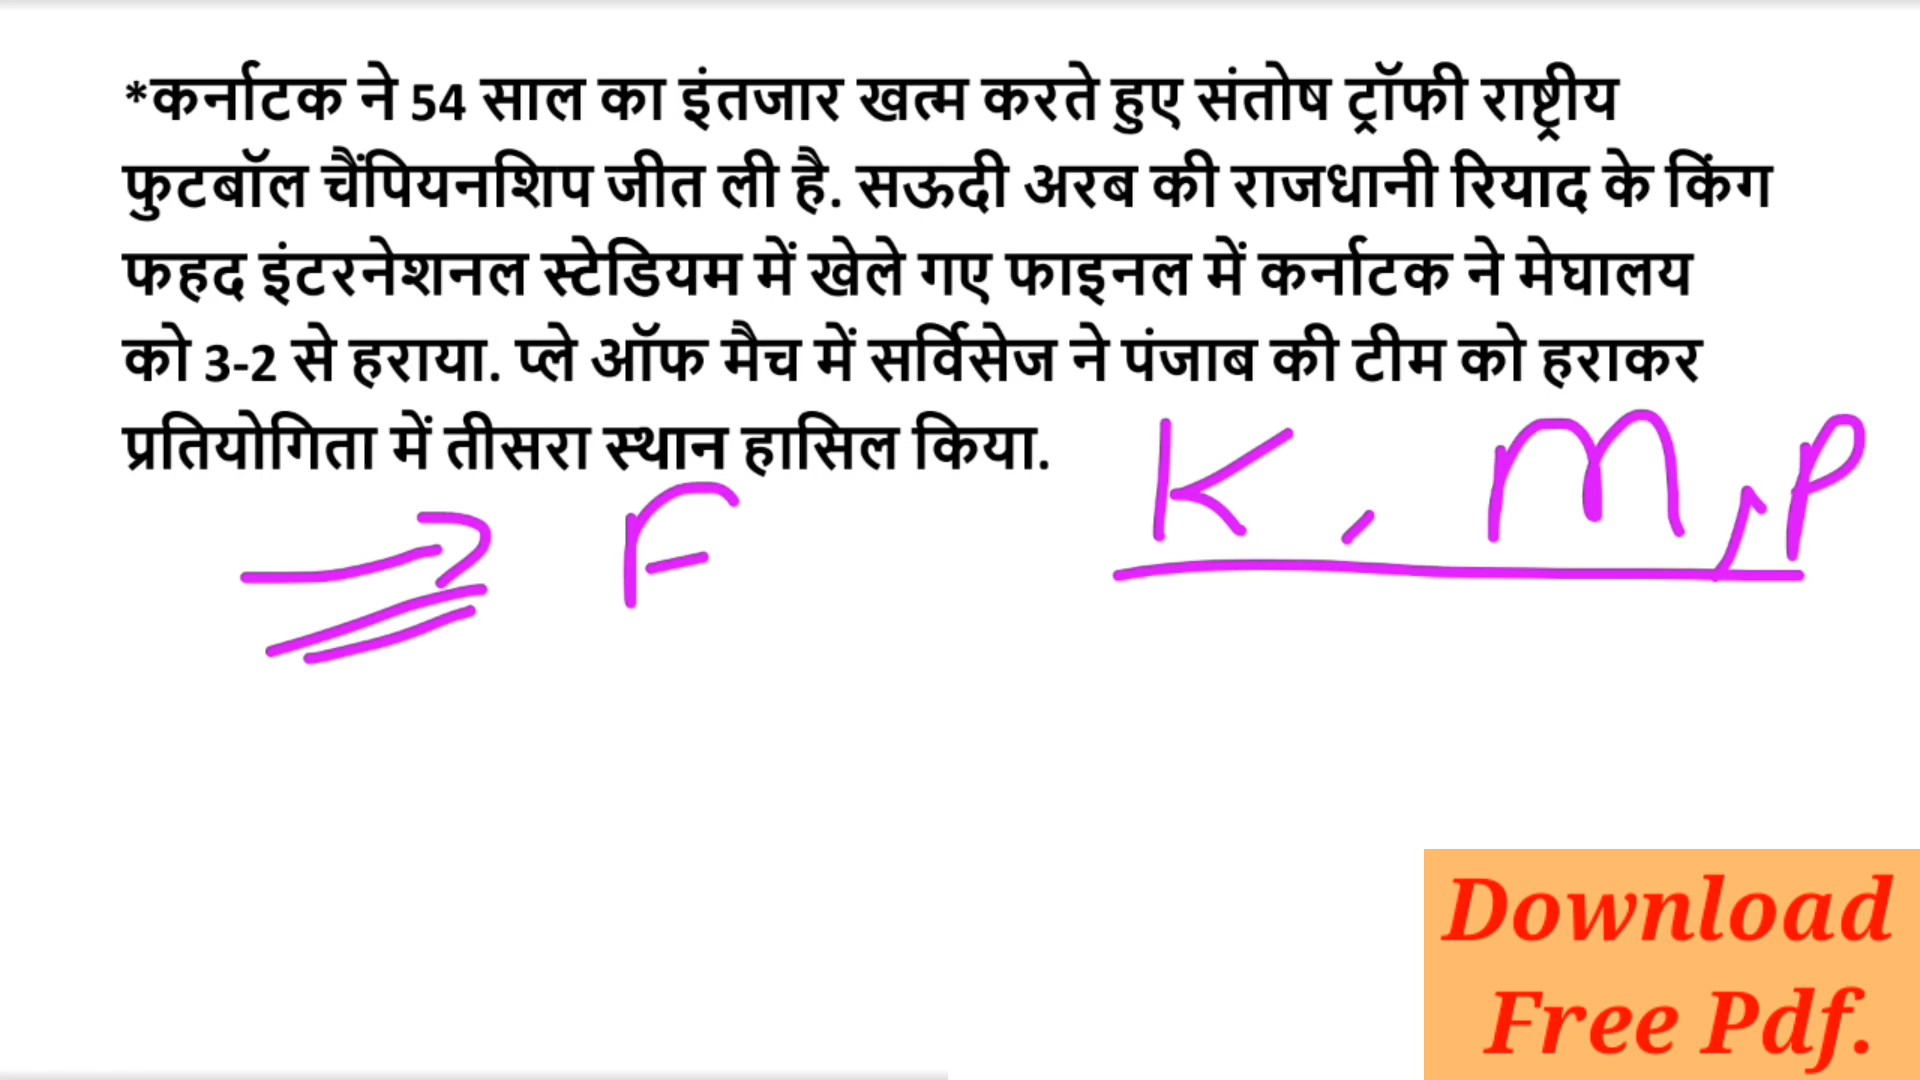 *कर्नाटक ने 54 साल का इंतजार खत्म करते हुए संतोष ट्रॉफी राष्ट्रीय
फुटबॉल चैंपियनशिप जीत ली है. सऊदी अरब की राजधानी रियाद के किंग
फहद इंटरनेशनल स्टेडियम में खेले गए फाइनल में कर्नाटक ने मेघालय
को 3-2 से हराया. प्ले ऑफ मैच में सर्विसेज ने पंजाब की टीम को हराकर
प्रतियोगिता में तीसरा स्थान हासिल किया.
K, M, P
F
Download
Free Pdf.